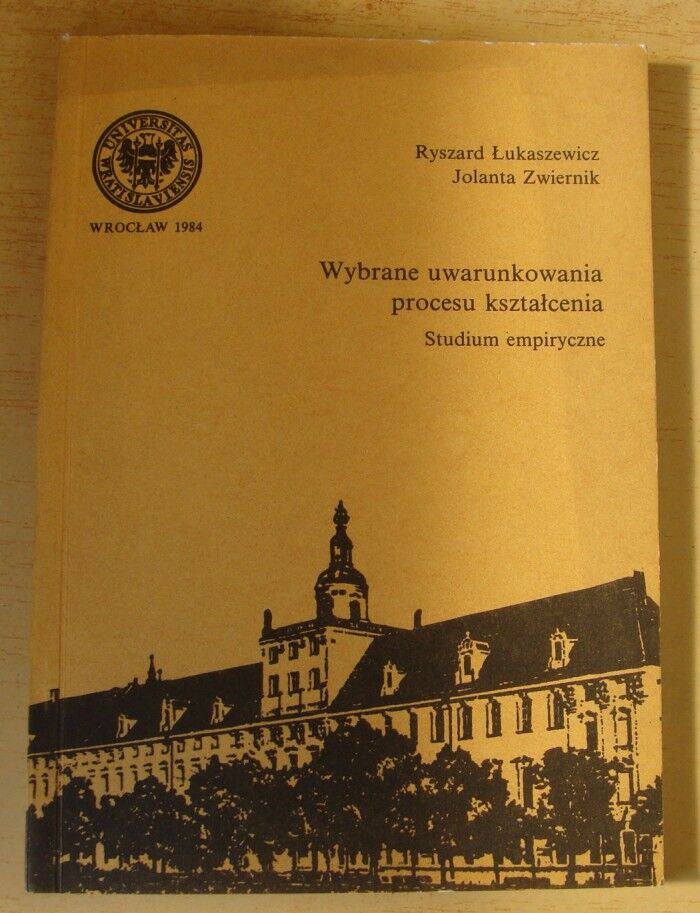 UNIVERSITAS
WRATISLAVIENSIS
WROCŁAW 1984
Ryszard Łukaszewicz
Jolanta Zwiernik
Wybrane uwarunkowania
procesu kształcenia
Studium empiryczne